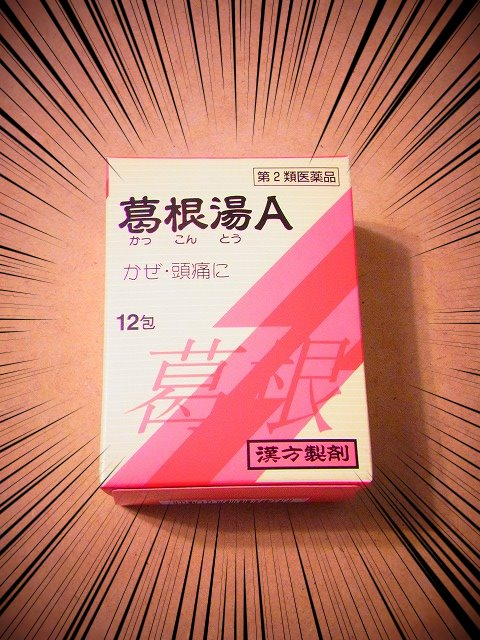 第2類医薬品
葛根湯A
かっ こん とう
かぜ・頭痛に
12包
葛根
漢方製剤